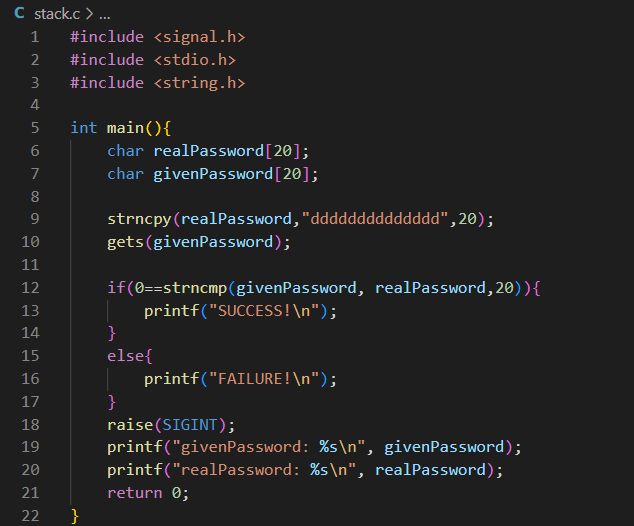 C stack.c > ...
1 #include <signal.h>
2 #include <stdio.h>
3 #include <string.h>
4
5 int main(){
6     char realPassword[20];
7     char givenPassword[20];
8
9     strncpy(realPassword,"dddddddddddddd",20);
10     gets(givenPassword);
11
12     if(0==strncmp(givenPassword, realPassword,20)){
13         printf("SUCCESS!\n");
14     }
15     else{
16         printf("FAILURE!\n");
17     }
18     raise(SIGINT);
19     printf("givenPassword: %s\n", givenPassword);
20     printf("realPassword: %s\n", realPassword);
21     return 0;
22 }